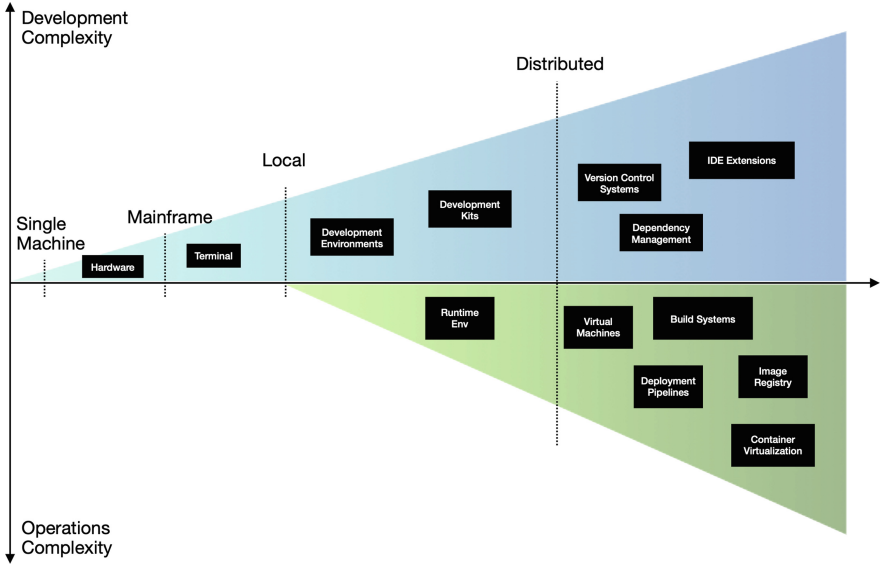 Development
Complexity
Distributed
Local
Mainframe
Single
Machine
Hardware
Terminal
Development
Environments
Development
Kits
Version Control
Systems
IDE Extensions
Dependency
Management
Runtime
Env
Virtual
Machines
Build Systems
Deployment
Pipelines
Image
Registry
Container
Virtualization
Operations
Complexity